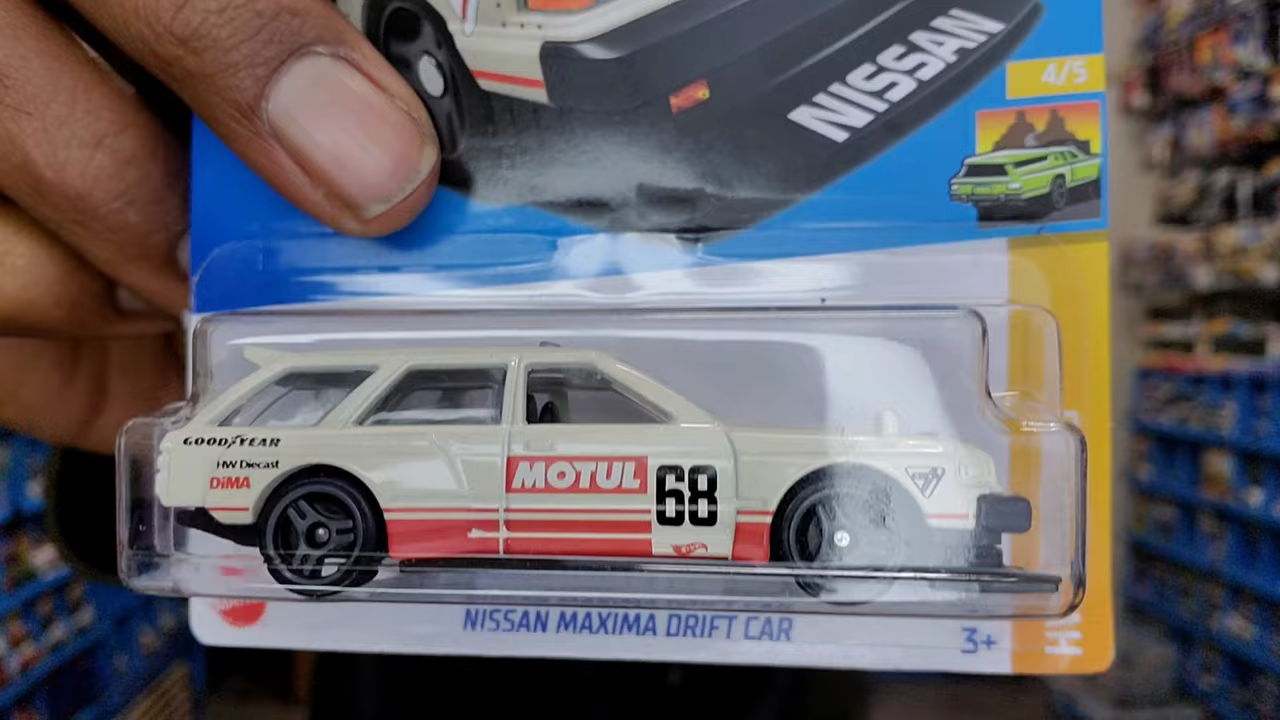 NISSAN
4/5
GOODYEAR
HW Diecast
DiMA
MOTUL
68
NISSAN MAXIMA DRIFT CAR
3+